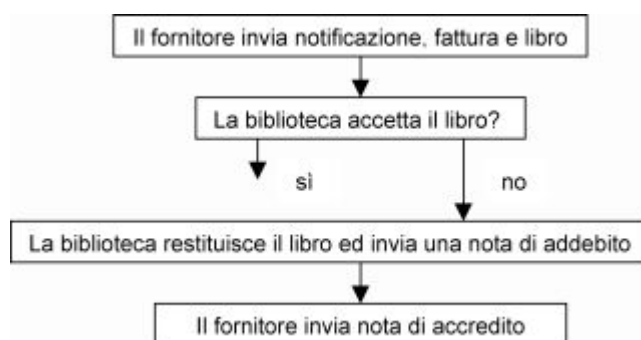 Il fornitore invia notificazione, fattura e libro
La biblioteca accetta il libro?
sì no
La biblioteca restituisce il libro ed invia una nota di addebito
Il fornitore invia nota di accredito